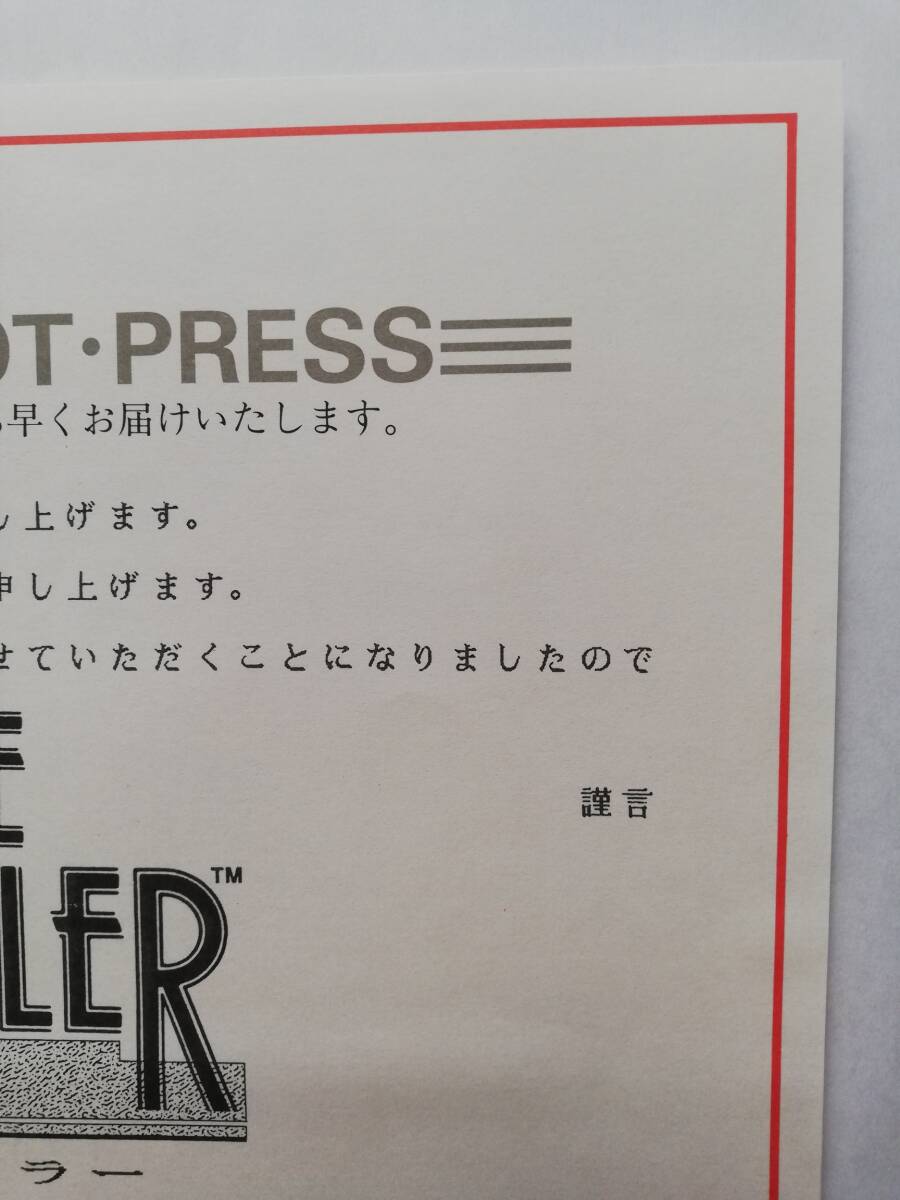 OT・PRESS
早くお届けいたします。
し上げます。
申し上げます。
せていただくことになりましたので
謹言
LER™
ラー